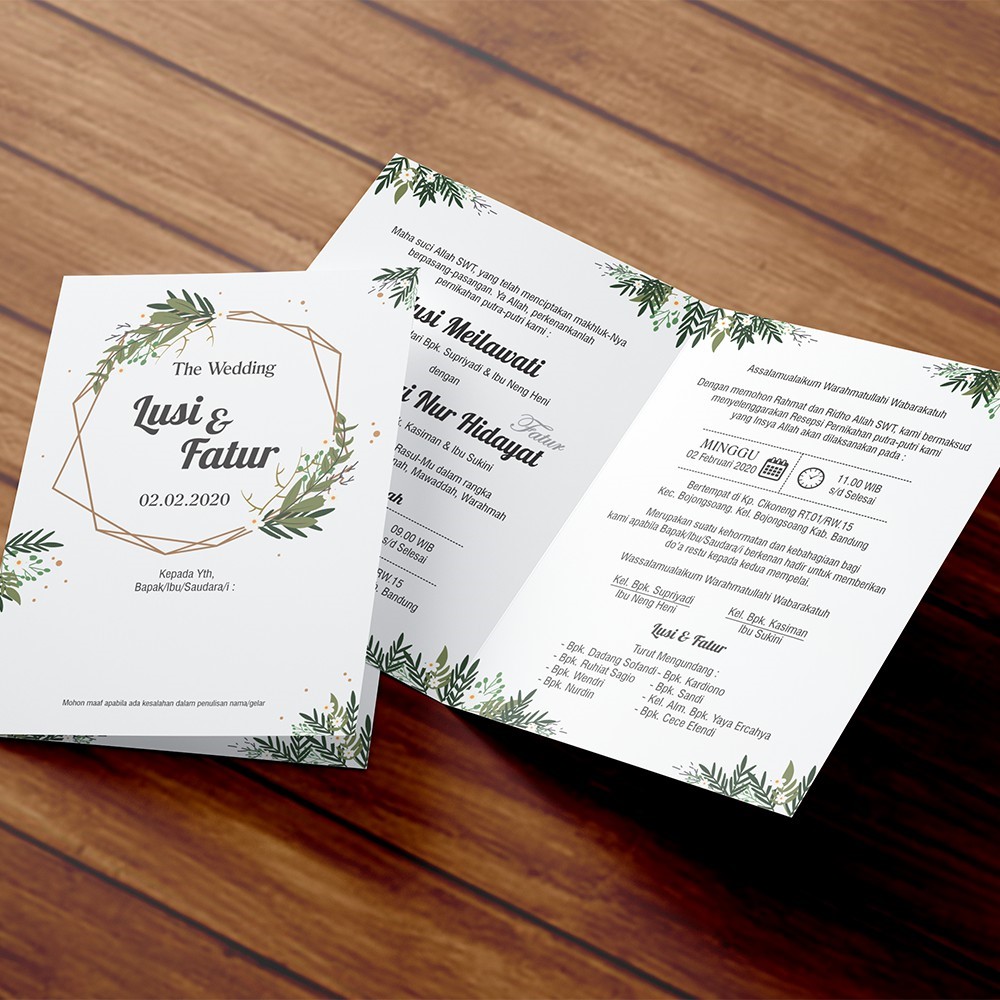 The Wedding
Lusi &
Fatur
02.02.2020
Kepada Yth,
Bapak/Ibu/Saudara/i :
Mohon maaf apabila ada kesalahan dalam penulisan nama/gelar
Maha suci Allah SWT, yang telah menciptakan makhluk-Nya
berpasang-pasangan. Ya Allah, perkenankanlah
pernikahan putra-putri kami :
Meilawati
Bpk. Supriyadi & Ibu Neng Heni
dengan
Nur Hidayat
Fatur
Kasiman & Ibu Sukini
Rasul-Mu dalam rangka
Mawaddah, Warahmah
09.00 WIB
s/d Selesai
RW.15
Bandung
Assalamualaikum Warahmatullahi Wabarakatuh
Dengan memohon Rahmat dan Ridho Allah SWT, kami bermaksud
menyelenggarakan Resepsi Pernikahan putra-putri kami
yang Insya Allah akan dilaksanakan pada :
MINGGU
02 Februari 2020
11.00 WIB
s/d Selesai
Bertempat di Kp. Cikoneng RT.01/RW.15
Kec. Bojongsoang. Kel. Bojongsoang Kab. Bandung
Merupakan suatu kehormatan dan kebahagiaan bagi
kami apabila Bapak/Ibu/Saudara/i berkenan hadir untuk memberikan
do'a restu kepada kedua mempelai.
Wassalamualaikum Warahmatullahi Wabarakatuh
Kel. Bpk. Supriyadi
Ibu Neng Heni
Kel. Bpk. Kasiman
Ibu Sukini
Lusi & Fatur
Turut Mengundang :
- Bpk. Dadang Sofandi
- Bpk. Ruhiat Sagio
- Bpk. Wendri
- Bpk. Nurdin
- Bpk. Kardiono
- Bpk. Sandi
- Kel. Alm. Bpk. Yaya Ercahya
- Bpk. Cece Efendi